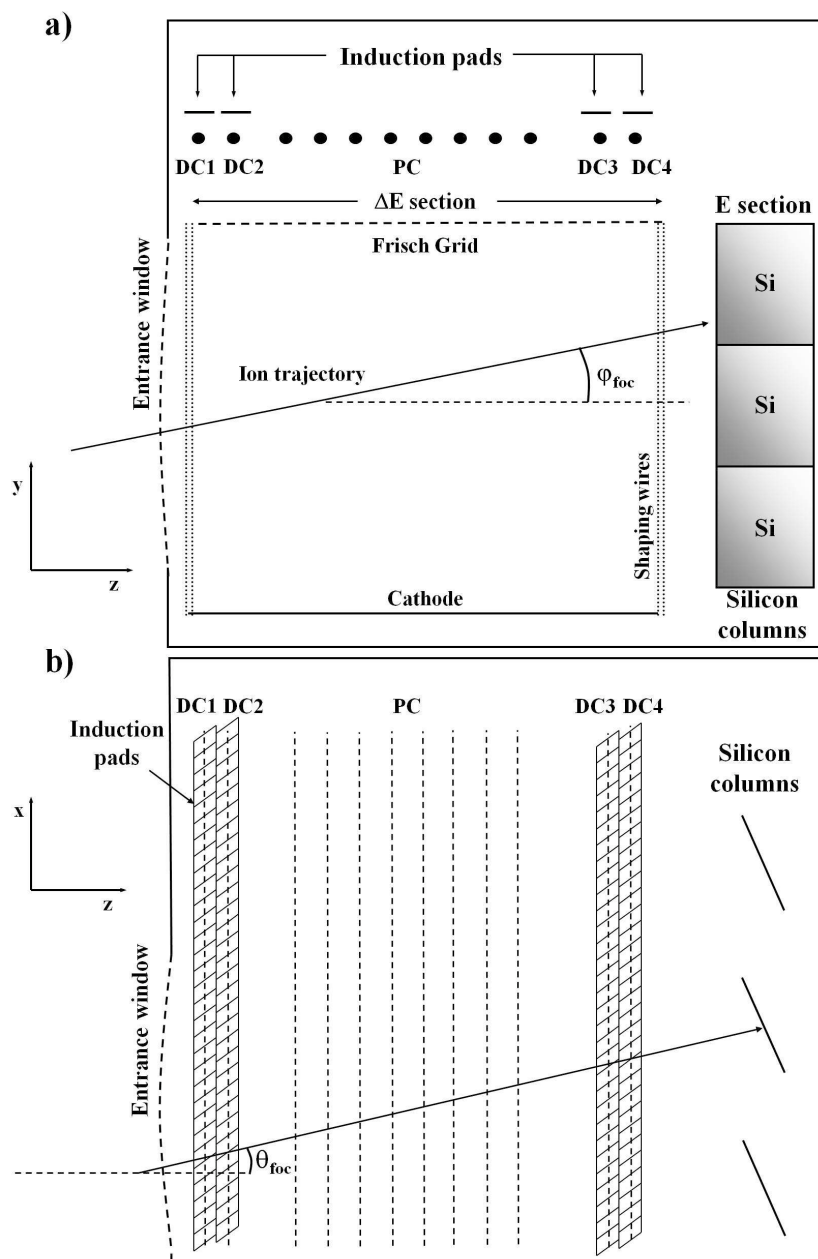 a)
Induction pads
DC1 DC2 PC DC3 DC4
ΔE section
E section
Frisch Grid
Entrance window
Si
Ion trajectory
φfoc
Si
y
z
Shaping wires
Si
Cathode
Silicon
columns
b)
DC1 DC2 PC DC3 DC4
Induction
pads
Silicon
columns
x
z
Entrance window
θfoc